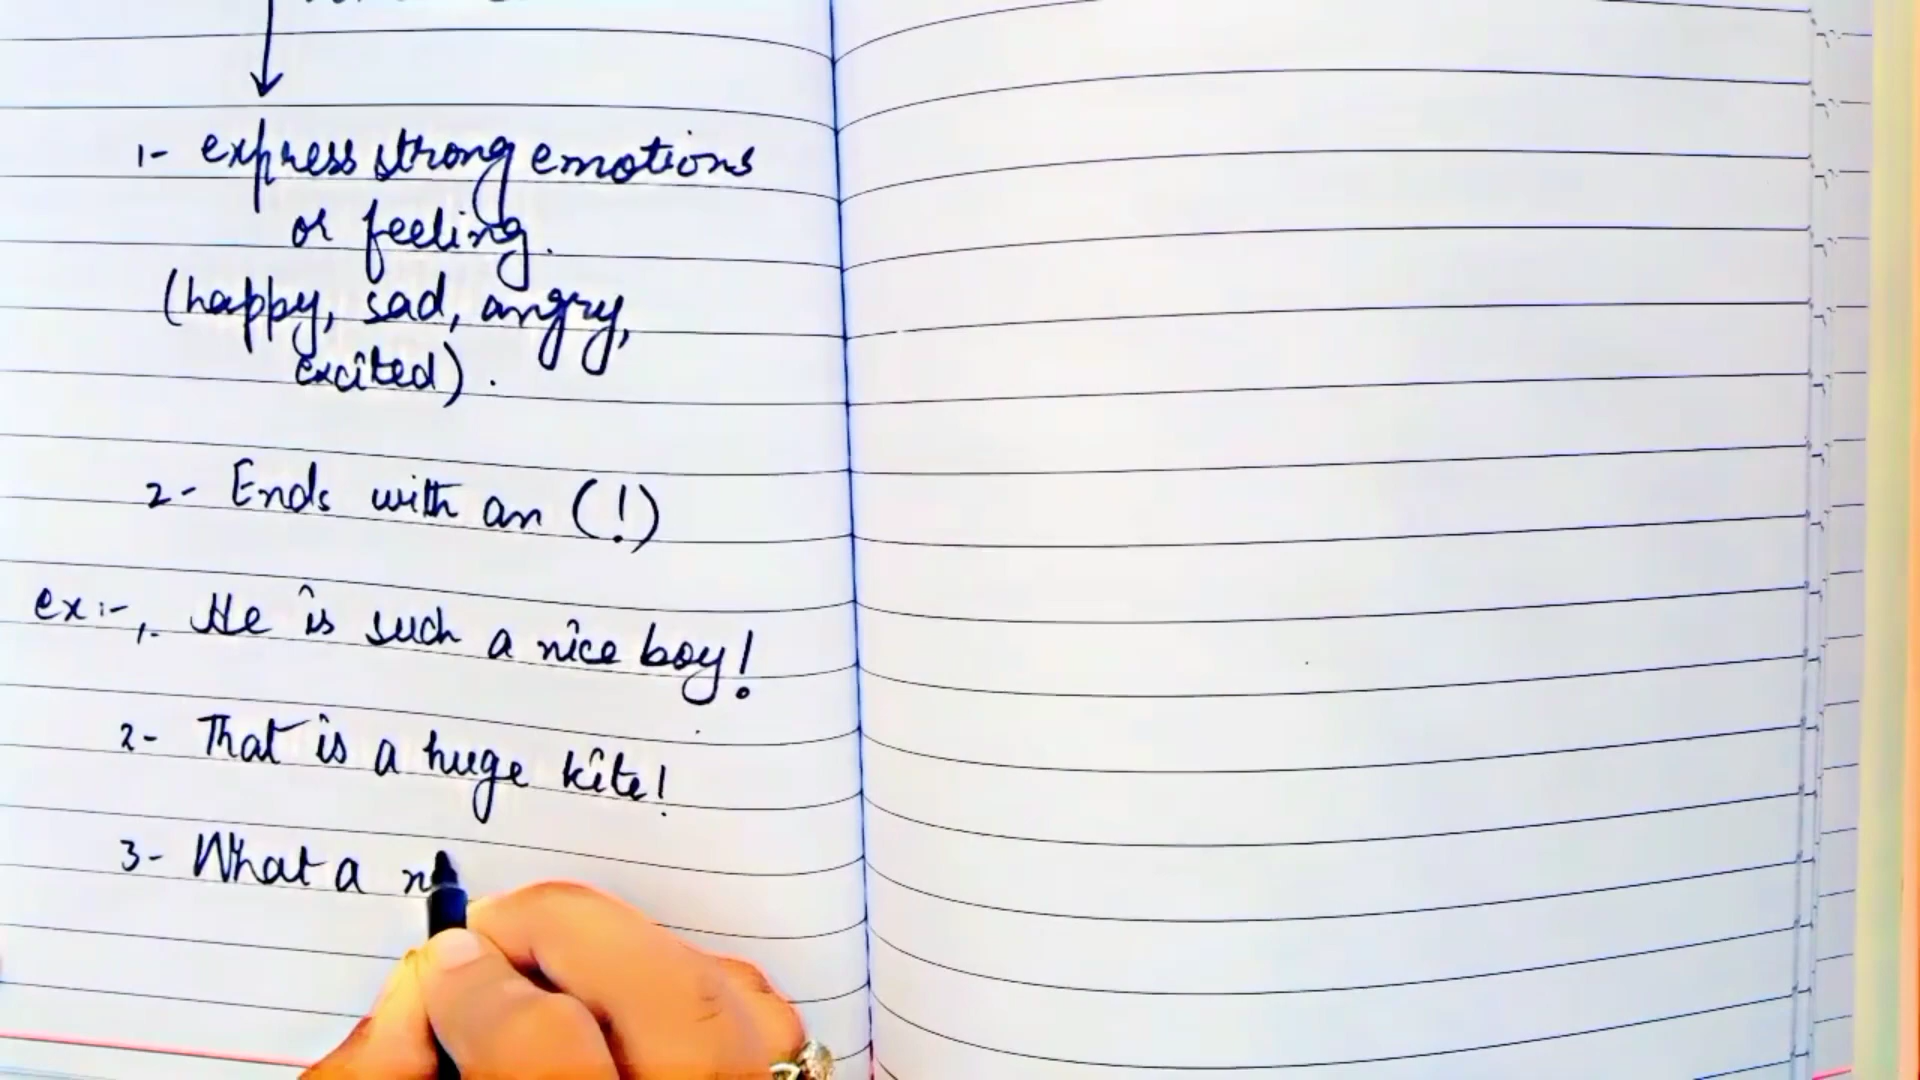 1- express strong emotions
or feeling.
(happy, sad, angry,
excited).
2- Ends with an (!)
ex:-, 1. He is such a nice boy!
2- That is a huge kite!
3- What a